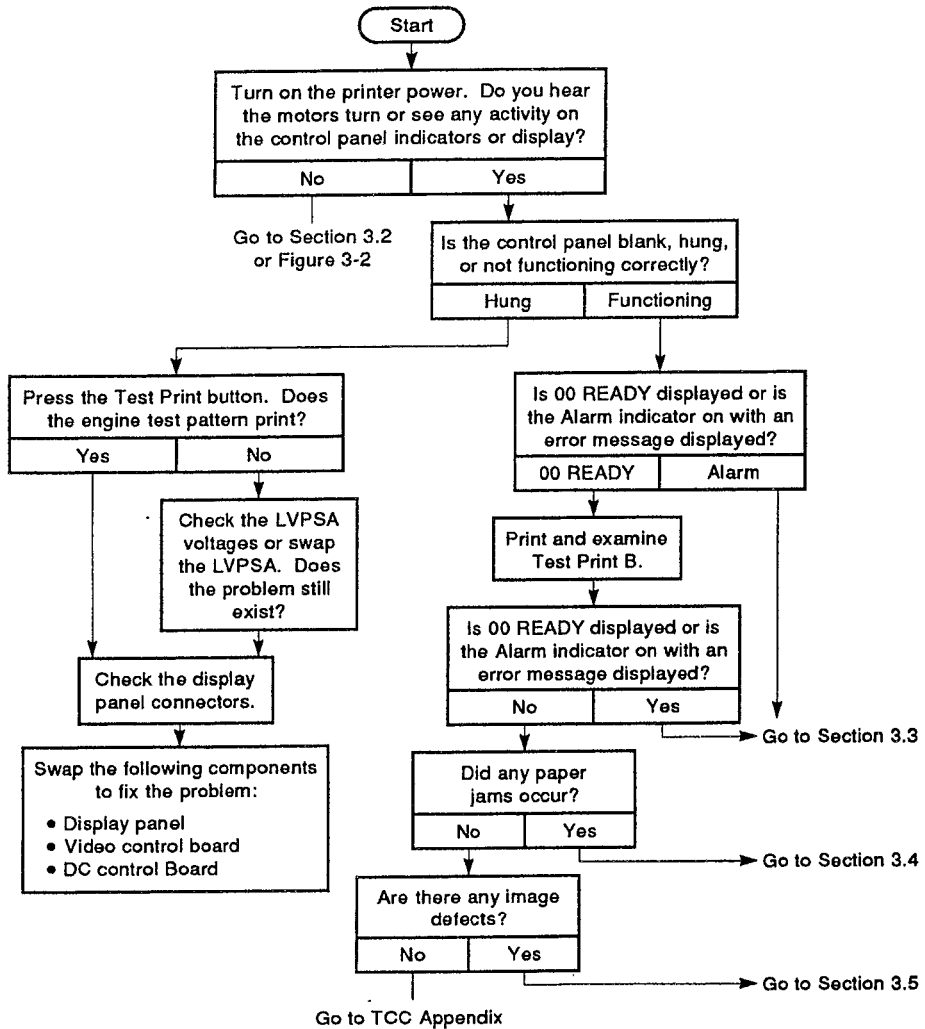 Start
Turn on the printer power. Do you hear
the motors turn or see any activity on
the control panel indicators or display?
No
Yes
Go to Section 3.2
or Figure 3-2
Is the control panel blank, hung,
or not functioning correctly?
Hung
Functioning
Press the Test Print button. Does
the engine test pattern print?
Yes
No
Is 00 READY displayed or is
the Alarm indicator on with an
error message displayed?
00 READY
Alarm
Check the LVPSA
voltages or swap
the LVPSA. Does
the problem still
exist?
Print and examine
Test Print B.
Is 00 READY displayed or is
the Alarm indicator on with an
error message displayed?
No
Yes
Go to Section 3.3
Check the display
panel connectors.
Swap the following components
to fix the problem:
• Display panel
• Video control board
• DC control Board
Did any paper
jams occur?
No
Yes
Go to Section 3.4
Are there any image
defects?
No
Yes
Go to Section 3.5
Go to TCC Appendix